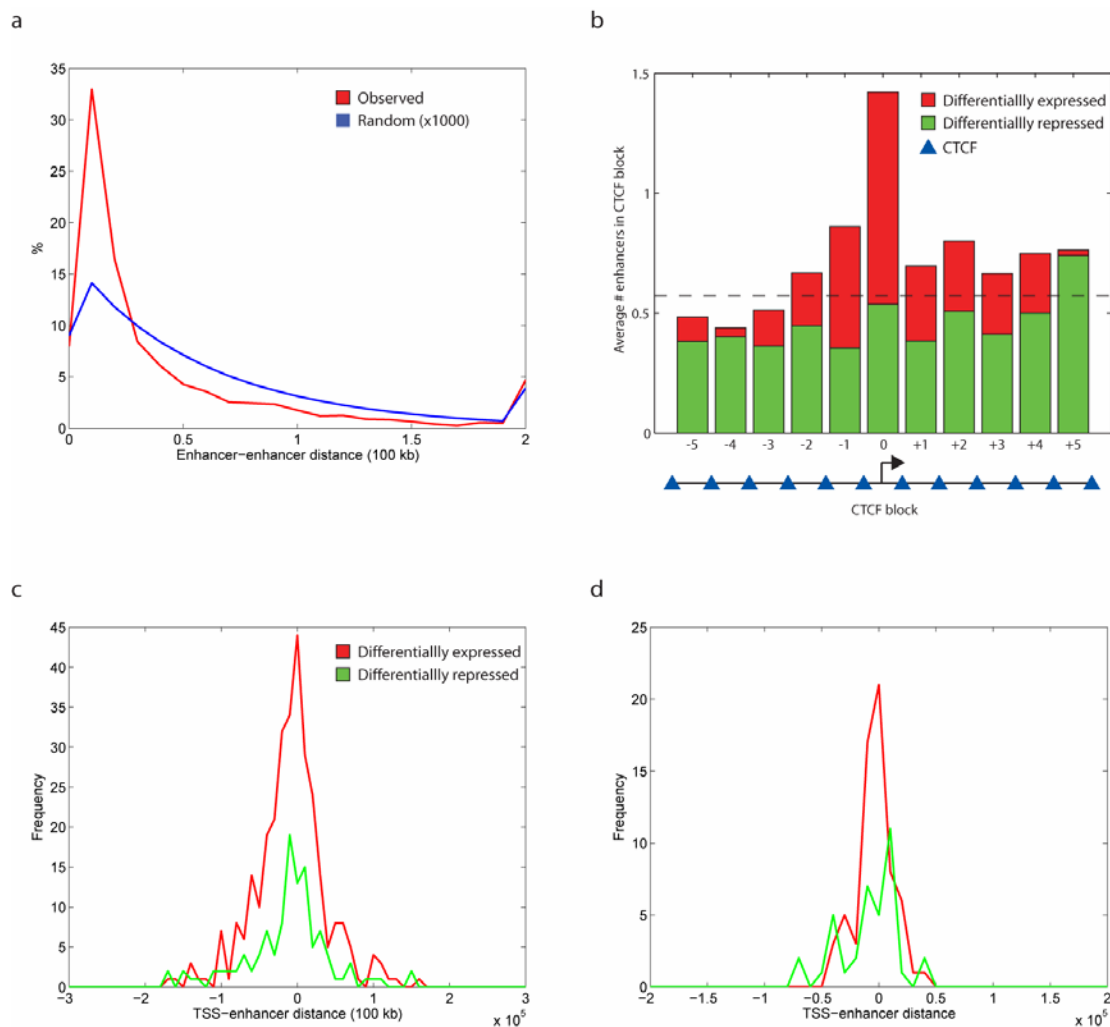 a
35
30
25
20
15
10
5
0
%
0 0.5 1 1.5 2
Enhancer-enhancer distance (100 kb)
Observed
Random (x1000)
b
1.5
1
0.5
0
Average # enhancers in CTCF block
Differentiallly expressed
Differentiallly repressed
CTCF
-5 -4 -3 -2 -1 0 +1 +2 +3 +4 +5
CTCF block
c
45
40
35
30
25
20
15
10
5
0
Frequency
Differentiallly expressed
Differentiallly repressed
−3 −2 −1 0 1 2 3
TSS-enhancer distance (100 kb)
x 10⁵
d
25
20
15
10
5
0
Frequency
−2 −1.5 −1 −0.5 0 0.5 1 1.5 2
TSS-enhancer distance
x 10⁵